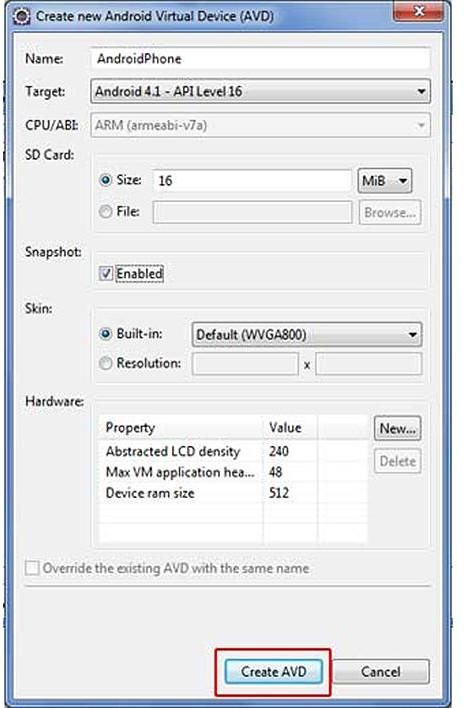 Create new Android Virtual Device (AVD)
Name: AndroidPhone
Target: Android 4.1 - API Level 16
CPU/ABI: ARM (armeabi-v7a)
SD Card:
Size: 16 MiB
File: Browse...
Snapshot:
Enabled
Skin:
Built-in: Default (WVGA800)
Resolution: x
Hardware:
Property Value New...
Abstracted LCD density 240
Delete
Max VM application hea... 48
Device ram size 512
Override the existing AVD with the same name
Create AVD Cancel